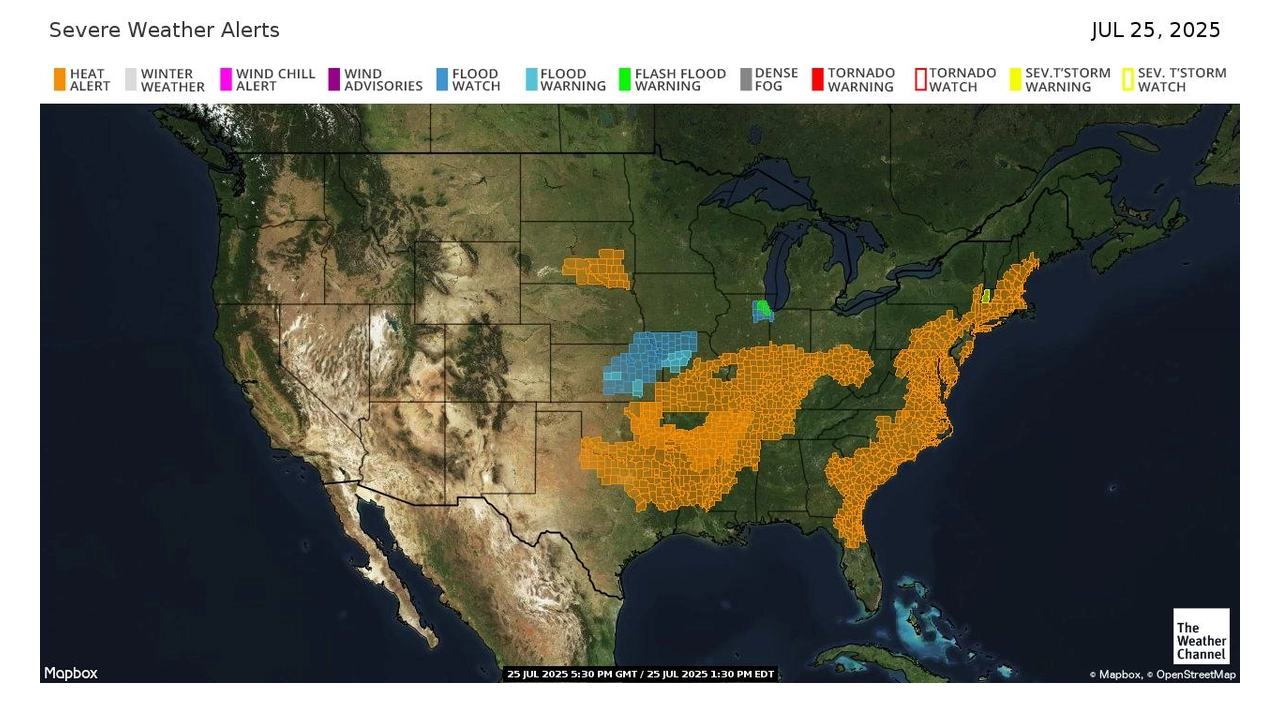 Severe Weather Alerts
JUL 25, 2025
HEAT
ALERT
WINTER
WEATHER
WIND CHILL
ALERT
WIND
ADVISORIES
FLOOD
WATCH
FLOOD
WARNING
FLASH FLOOD
WARNING
DENSE
FOG
TORNADO
WARNING
TORNADO
WATCH
SEV.T'STORM
WARNING
SEV. T'STORM
WATCH
The
Weather
Channel
Mapbox
25 JUL 2025 5:30 PM GMT / 25 JUL 2025 1:30 PM EDT
© Mapbox, © OpenStreetMap